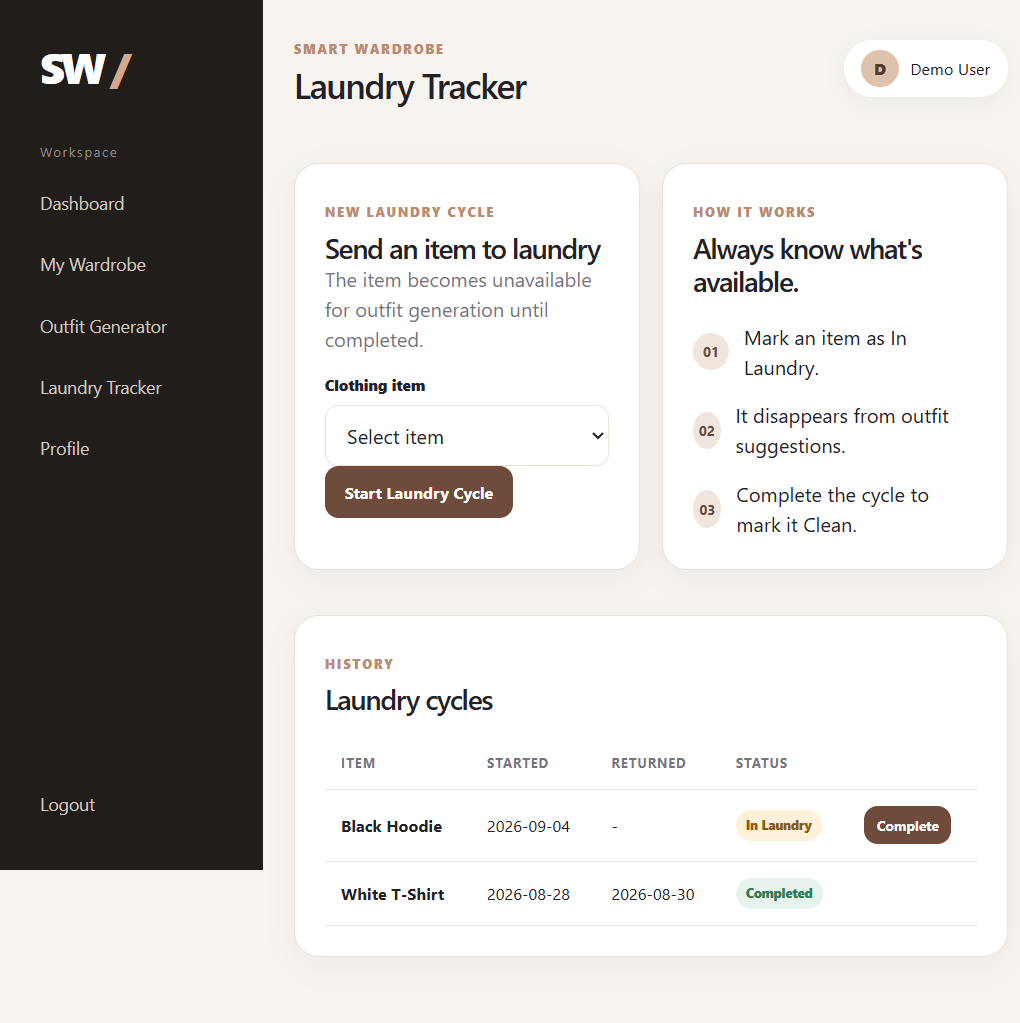 SW/
Workspace
Dashboard
My Wardrobe
Outfit Generator
Laundry Tracker
Profile
Logout
SMART WARDROBE
Laundry Tracker
D
Demo User
NEW LAUNDRY CYCLE
Send an item to laundry
The item becomes unavailable
for outfit generation until
completed.
Clothing item
Select item
Start Laundry Cycle
HOW IT WORKS
Always know what's
available.
01
Mark an item as In
Laundry.
02
It disappears from outfit
suggestions.
03
Complete the cycle to
mark it Clean.
HISTORY
Laundry cycles
ITEM STARTED RETURNED STATUS
Black Hoodie 2026-09-04 - In Laundry Complete
White T-Shirt 2026-08-28 2026-08-30 Completed